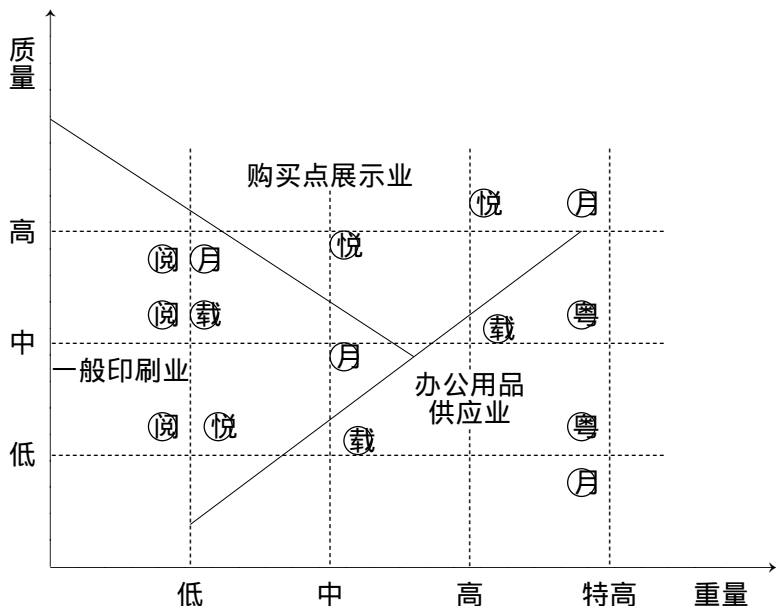 质量
购买点展示业
悦 月
高
悦
阅 月
阅 载 粤
载
中
月
一般印刷业
办公用品
供应业
阅 悦 粤
载
低
月
低 中 高 特高 重量